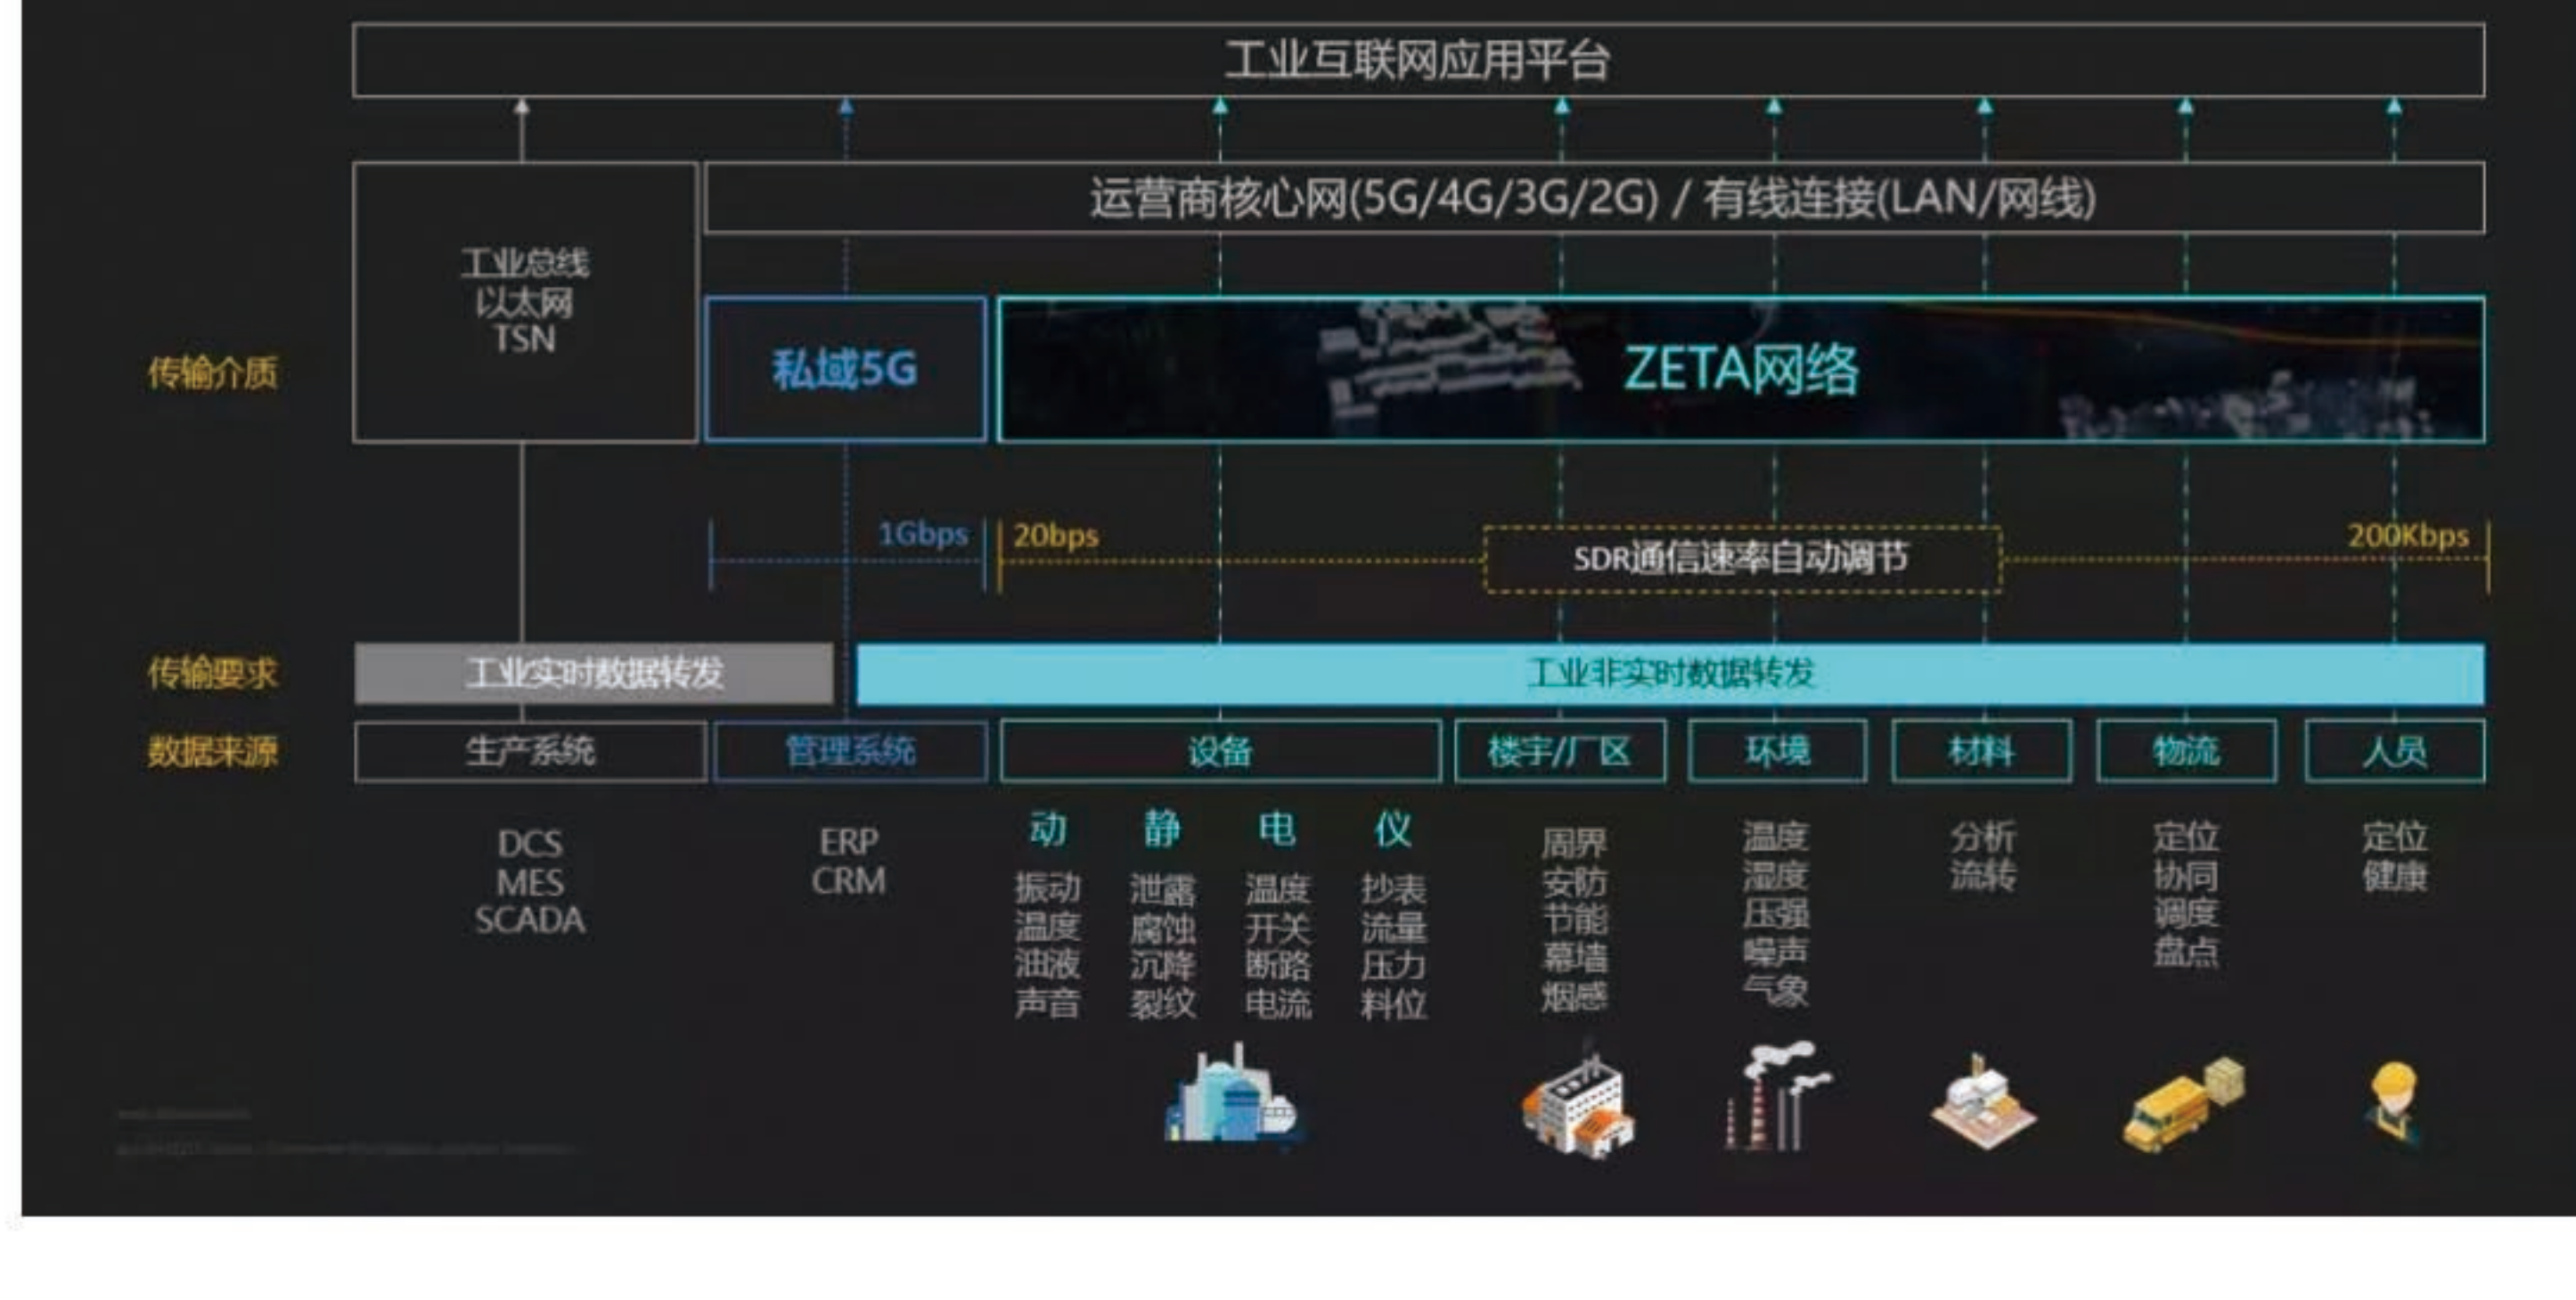 工业互联网应用平台
运营商核心网(5G/4G/3G/2G) / 有线连接(LAN/网线)
工业总线
以太网
TSN
传输介质
私域5G
ZETA网络
1Gbps
20bps
SDR通信速率自动调节
200Kbps
传输要求
工业实时数据转发
工业非实时数据转发
数据来源
生产系统
管理系统
设备
楼宇/厂区
环境
材料
物流
人员
DCS
MES
SCADA
ERP
CRM
动
振动
温度
油液
声音
静
泄露
腐蚀
沉降
裂纹
电
温度
开关
断路
电流
仪
抄表
流量
压力
料位
周界
安防
节能
幕墙
烟感
温度
湿度
压强
噪声
气象
分析
流转
定位
协同
调度
盘点
定位
健康